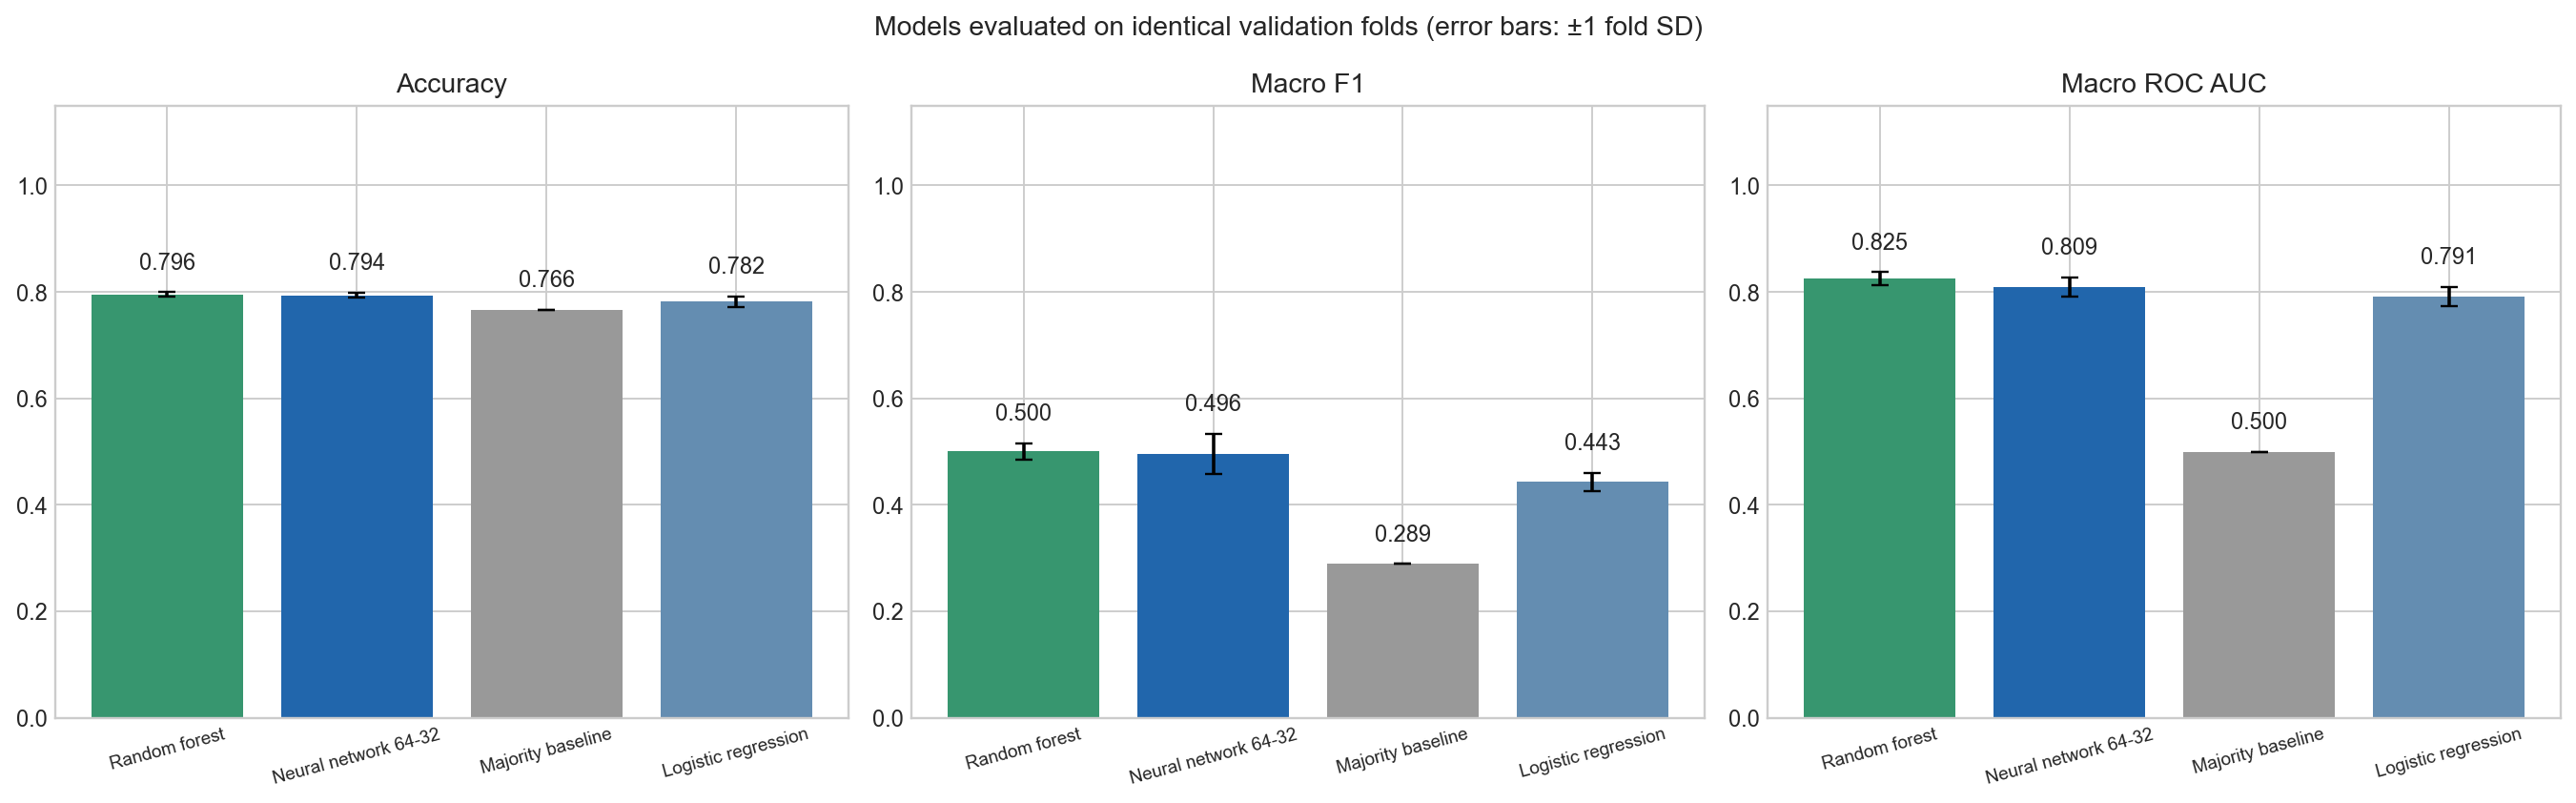 Models evaluated on identical validation folds (error bars: ±1 fold SD)
Accuracy
1.0
0.8
0.6
0.4
0.2
0.0
0.796
0.794
0.766
0.782
Random forest
Neural network 64-32
Majority baseline
Logistic regression
Macro F1
1.0
0.8
0.6
0.4
0.2
0.0
0.500
0.496
0.289
0.443
Random forest
Neural network 64-32
Majority baseline
Logistic regression
Macro ROC AUC
1.0
0.8
0.6
0.4
0.2
0.0
0.825
0.809
0.500
0.791
Random forest
Neural network 64-32
Majority baseline
Logistic regression